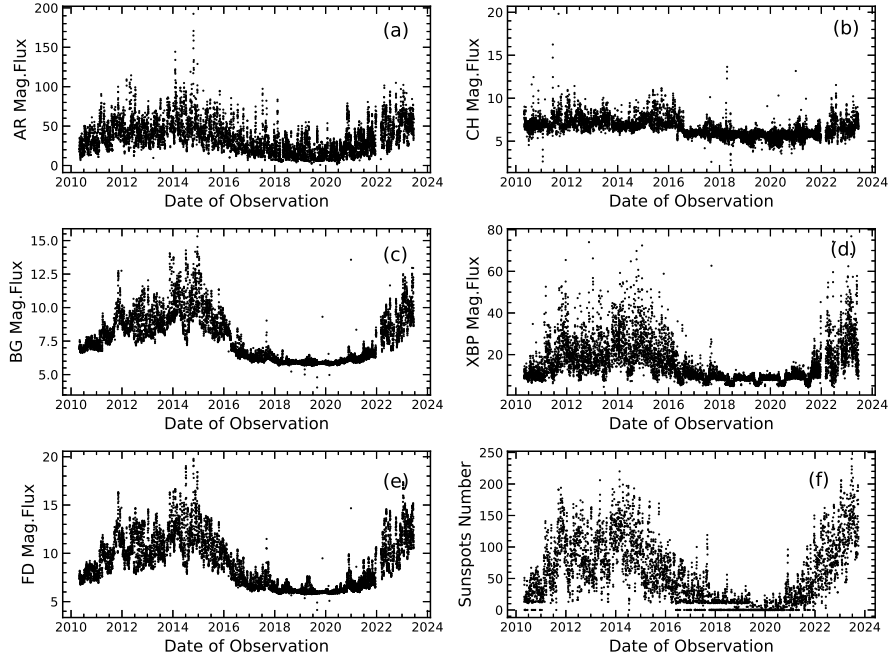 (a)
AR Mag.Flux
200
150
100
50
0
2010 2012 2014 2016 2018 2020 2022 2024
Date of Observation
(b)
CH Mag.Flux
20
15
10
5
2010 2012 2014 2016 2018 2020 2022 2024
Date of Observation
(c)
BG Mag.Flux
15.0
12.5
10.0
7.5
5.0
2010 2012 2014 2016 2018 2020 2022 2024
Date of Observation
(d)
XBP Mag.Flux
80
60
40
20
2010 2012 2014 2016 2018 2020 2022 2024
Date of Observation
(e)
FD Mag.Flux
20
15
10
5
2010 2012 2014 2016 2018 2020 2022 2024
Date of Observation
(f)
Sunspots Number
250
200
150
100
50
0
2010 2012 2014 2016 2018 2020 2022 2024
Date of Observation